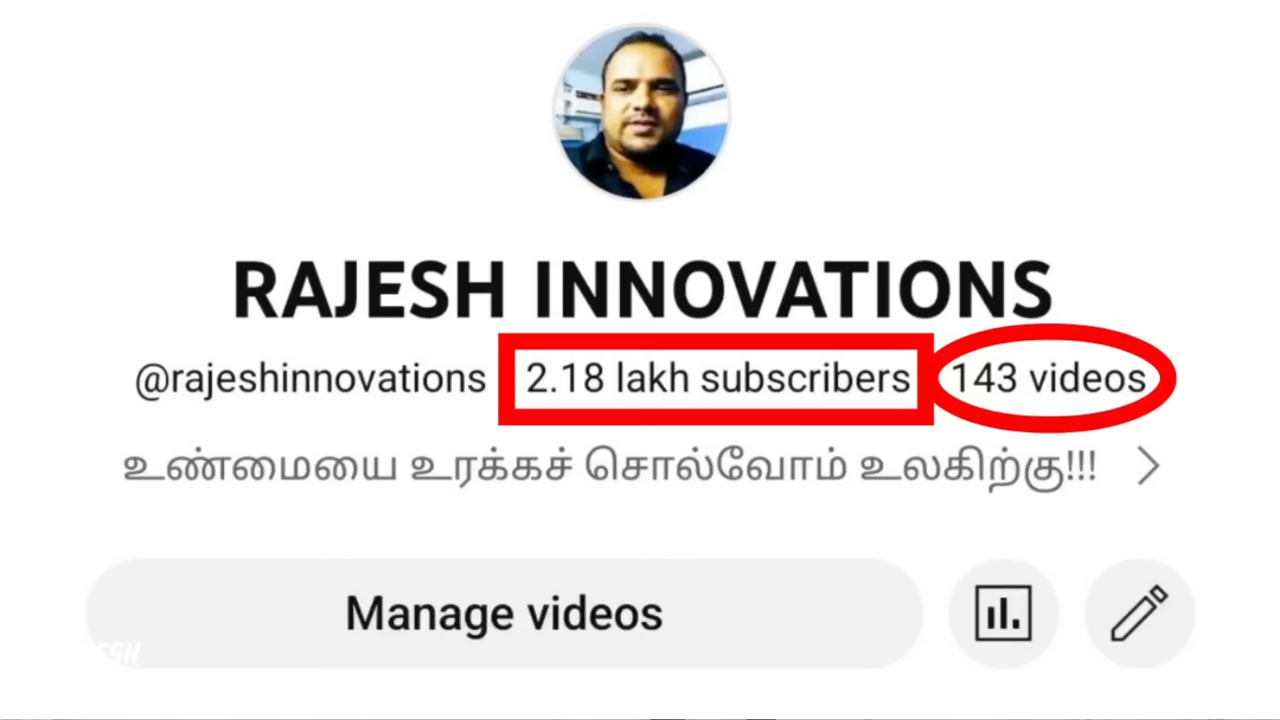 RAJESH INNOVATIONS
@rajeshinnovations 2.18 lakh subscribers 143 videos
உண்மையை உரக்கச் சொல்வோம் உலகிற்கு!!!
Manage videos